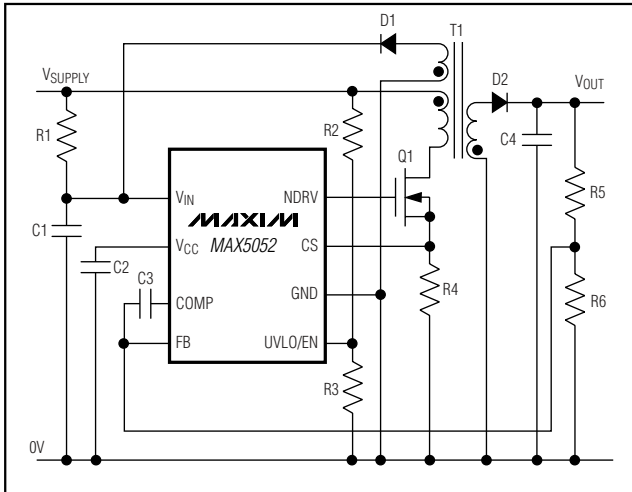 D1
T1
VSUPPLY
D2
VOUT
R1
R2
C4
Q1
R5
VIN
NDRV
MAXIM
MAX5052
C1
VCC
CS
C2
C3
R4
COMP
GND
R6
FB
UVLO/EN
R3
0V